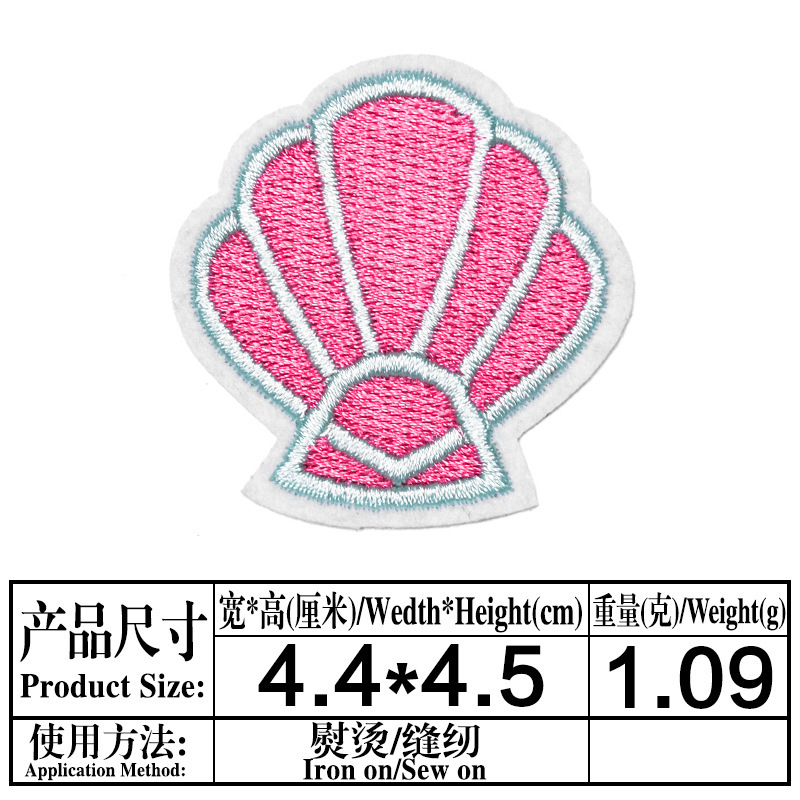 产品尺寸
Product Size:
宽*高(厘米)/Wedth*Height(cm)
重量(克)/Weight(g)
4.4*4.5
1.09
使用方法:
Application Method:
熨烫/缝纫
Iron on/Sew on